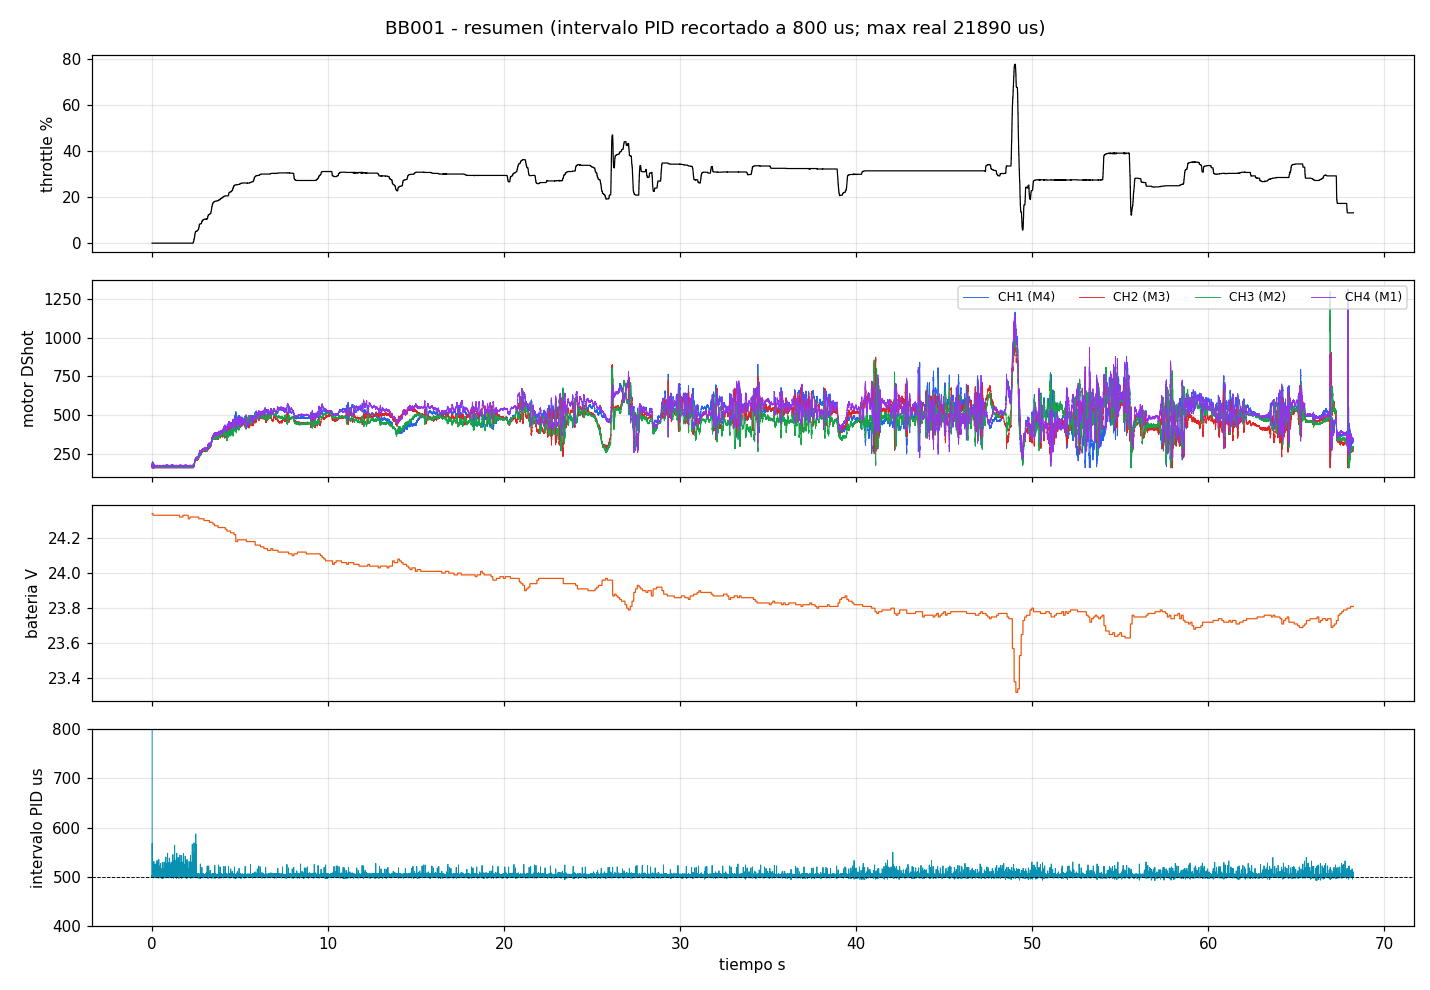 BB001 - resumen (intervalo PID recortado a 800 us; max real 21890 us)
throttle %
80
60
40
20
0
motor DShot
1250
1000
750
500
250
CH1 (M4) CH2 (M3) CH3 (M2) CH4 (M1)
bateria V
24.2
24.0
23.8
23.6
23.4
intervalo PID us
800
700
600
500
400
0 10 20 30 40 50 60 70
tiempo s